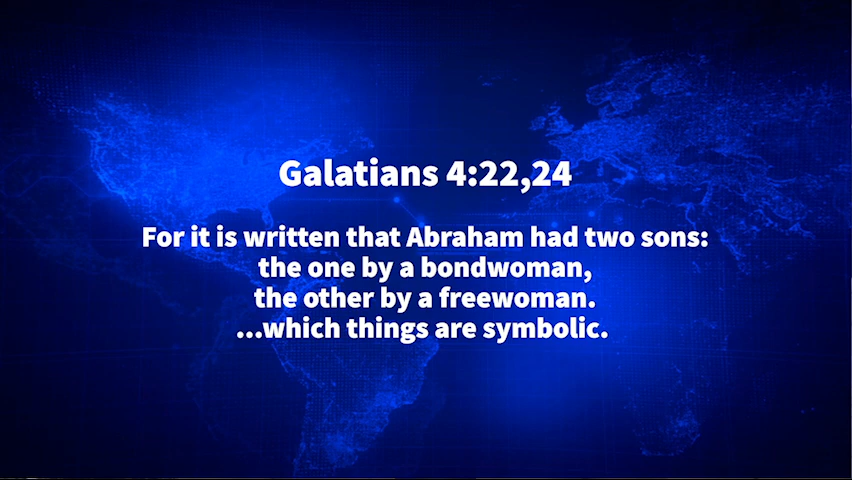 Galatians 4:22,24
For it is written that Abraham had two sons:
the one by a bondwoman,
the other by a freewoman.
...which things are symbolic.